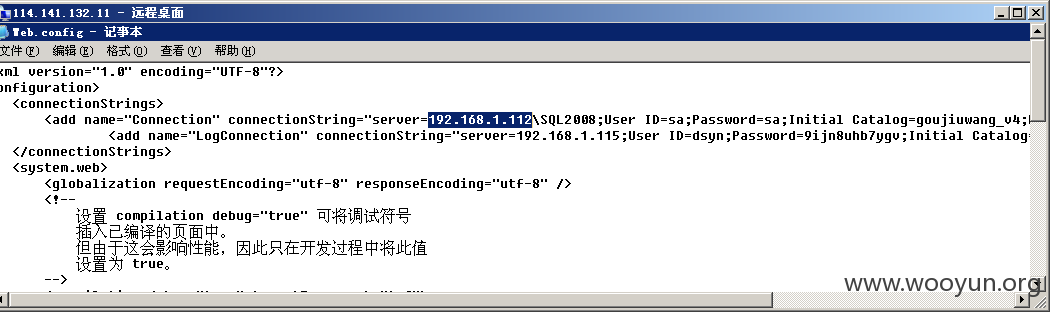 114.141.132.11 - 远程桌面
Web.config - 记事本
文件(F) 编辑(E) 格式(O) 查看(V) 帮助(H)
xml version="1.0" encoding="UTF-8"?>
onfiguration>
<connectionStrings>
<add name="Connection" connectionString="server=192.168.1.112\SQL2008;User ID=sa;Password=sa;Initial Catalog=goujiuwang_v4;
<add name="LogConnection" connectionString="server=192.168.1.115;User ID=dsyn;Password=9ijn8uhb7ygv;Initial Catalog=
</connectionStrings>
<system.web>
<globalization requestEncoding="utf-8" responseEncoding="utf-8" />
<!--
设置 compilation debug="true" 可将调试符号
插入已编译的页面中。
但由于这会影响性能，因此只在开发过程中将此值
设置为 true。
-->
www.wooyun.org